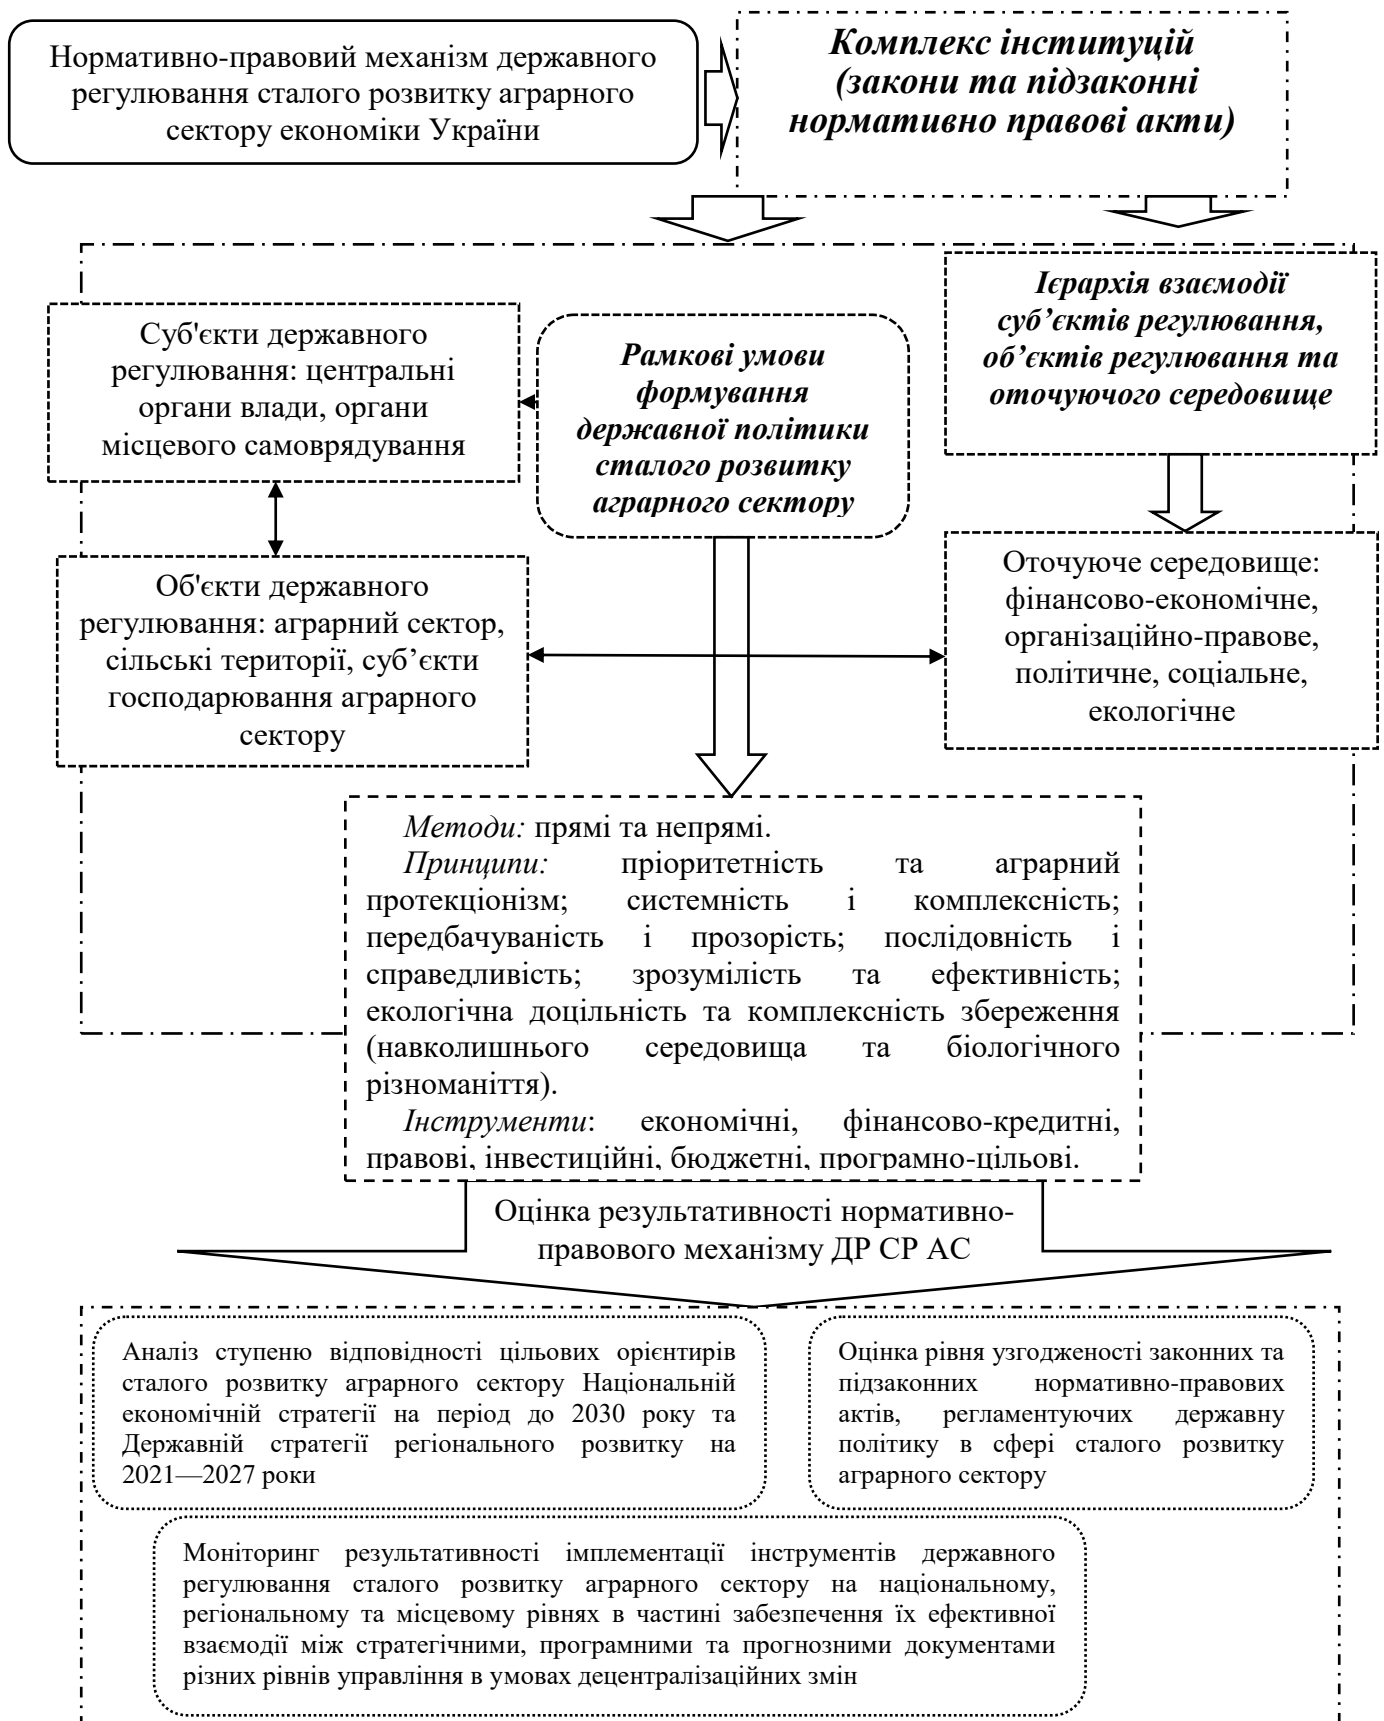 Нормативно-правовий механізм державного
регулювання сталого розвитку аграрного
сектору економіки України
Комплекс інституцій
(закони та підзаконні
нормативно правові акти)
Суб'єкти державного
регулювання: центральні
органи влади, органи
місцевого самоврядування
Рамкові умови
формування
державної політики
сталого розвитку
аграрного сектору
Ієрархія взаємодії
суб’єктів регулювання,
об’єктів регулювання та
оточуючого середовище
Об'єкти державного
регулювання: аграрний сектор,
сільські території, суб’єкти
господарювання аграрного
сектору
Оточуюче середовище:
фінансово-економічне,
організаційно-правове,
політичне, соціальне,
екологічне
Методи: прямі та непрямі.
Принципи: пріоритетність та аграрний
протекціонізм; системність і комплексність;
передбачуваність і прозорість; послідовність і
справедливість; зрозумілість та ефективність;
екологічна доцільність та комплексність збереження
(навколишнього середовища та біологічного
різноманіття).
Інструменти: економічні, фінансово-кредитні,
правові, інвестиційні, бюджетні, програмно-цільові.
Оцінка результативності нормативно-
правового механізму ДР СР АС
Аналіз ступеню відповідності цільових орієнтирів
сталого розвитку аграрного сектору Національній
економічній стратегії на період до 2030 року та
Державній стратегії регіонального розвитку на
2021—2027 роки
Оцінка рівня узгодженості законних та
підзаконних нормативно-правових
актів, регламентуючих державну
політику в сфері сталого розвитку
аграрного сектору
Моніторинг результативності імплементації інструментів державного
регулювання сталого розвитку аграрного сектору на національному,
регіональному та місцевому рівнях в частині забезпечення їх ефективної
взаємодії між стратегічними, програмними та прогнозними документами
різних рівнів управління в умовах децентралізаційних змін